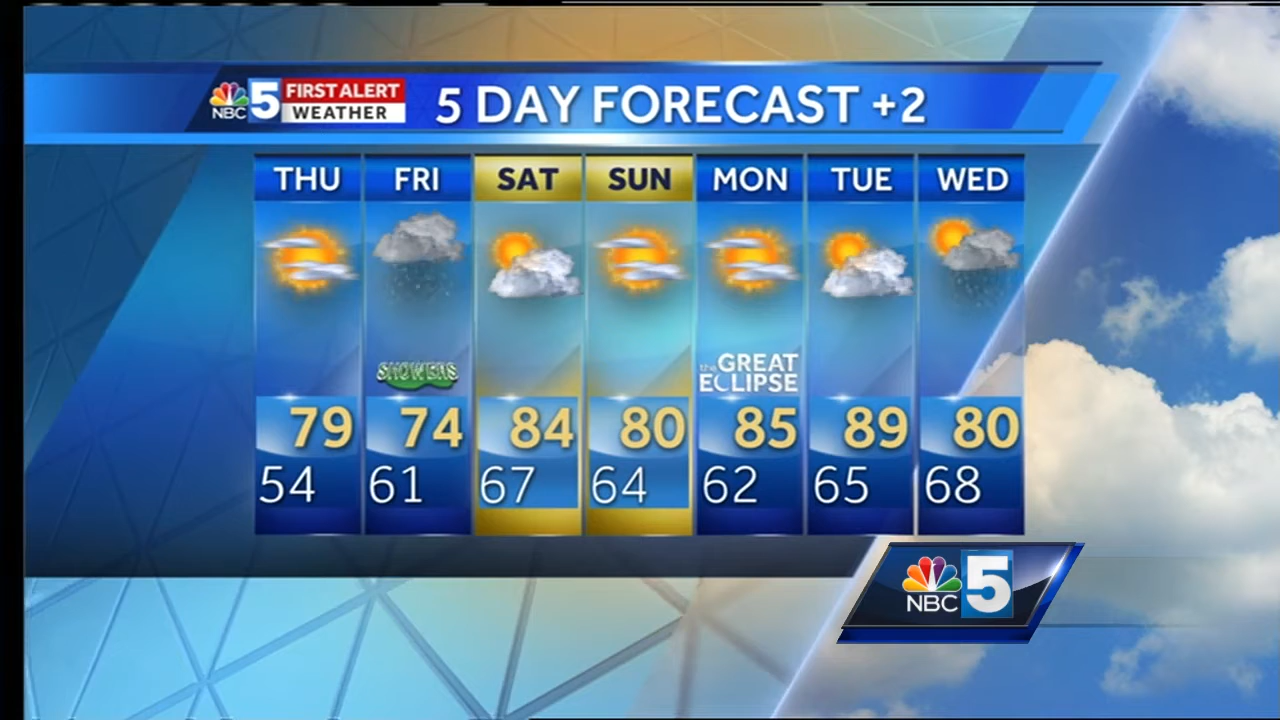 NBC 5 FIRST ALERT WEATHER
5 DAY FORECAST +2
THU FRI SAT SUN MON TUE WED
SHOWERS
the GREAT
ECLIPSE
79 74 84 80 85 89 80
54 61 67 64 62 65 68
NBC 5